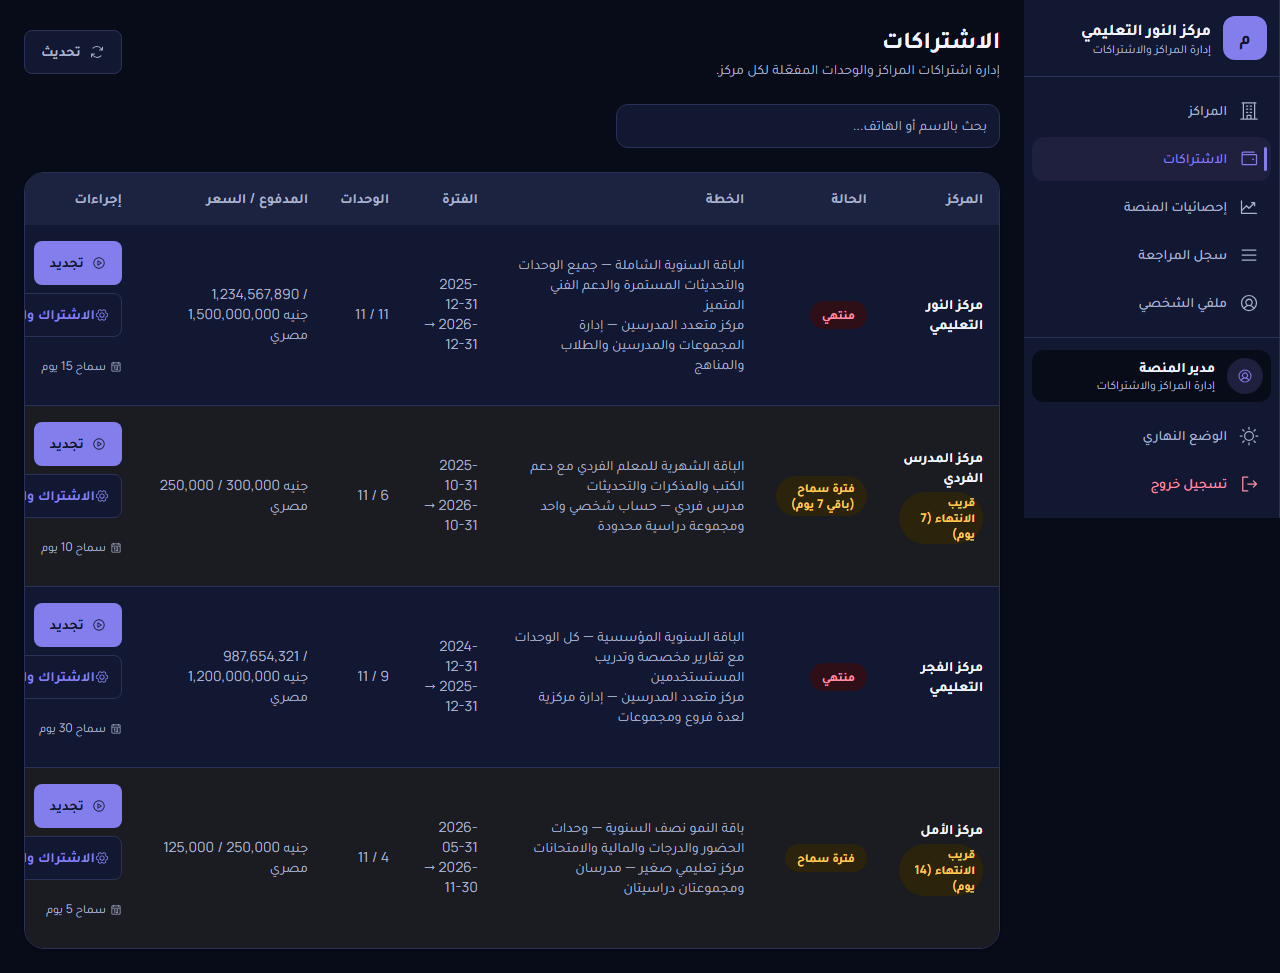 مركز النور التعليمي
إدارة المراكز والاشتراكات
م
المراكز
الاشتراكات
إحصائيات المنصة
سجل المراجعة
ملفي الشخصي
مدير المنصة
إدارة المراكز والاشتراكات
الوضع النهاري
تسجيل خروج
الاشتراكات
إدارة اشتراكات المراكز والوحدات المفعّلة لكل مركز.
تحديث
بحث بالاسم أو الهاتف...
المركز
الحالة
الخطة
الفترة
الوحدات
المدفوع / السعر
إجراءات
مركز النور
التعليمي
منتهي
الباقة السنوية الشاملة — جميع الوحدات
والتحديثات المستمرة والدعم الفني
المتميز
مركز متعدد المدرسين — إدارة
المجموعات والمدرسين والطلاب
والمناهج
2025-
12-31
→ 2026-
12-31
11 / 11
1,234,567,890 /
1,500,000,000 جنيه
مصري
تجديد
الاشتراك وا
سماح 15 يوم
مركز المدرس
الفردي
قريب
الانتهاء (7
يوم)
فترة سماح
(باقي 7 يوم)
الباقة الشهرية للمعلم الفردي مع دعم
الكتب والمذكرات والتحديثات
مدرس فردي — حساب شخصي واحد
ومجموعة دراسية محدودة
2025-
10-31
→ 2026-
10-31
11 / 6
250,000 / 300,000 جنيه
مصري
تجديد
الاشتراك وا
سماح 10 يوم
مركز الفجر
التعليمي
منتهي
الباقة السنوية المؤسسية — كل الوحدات
مع تقارير مخصصة وتدريب
المستستخدمين
مركز متعدد المدرسين — إدارة مركزية
لعدة فروع ومجموعات
2024-
12-31
→ 2025-
12-31
11 / 9
987,654,321 /
1,200,000,000 جنيه
مصري
تجديد
الاشتراك وا
سماح 30 يوم
مركز الأمل
قريب
الانتهاء (14
يوم)
فترة سماح
باقة النمو نصف السنوية — وحدات
الحضور والدرجات والمالية والامتحانات
مركز تعليمي صغير — مدرسان
ومجموعتان دراسيتان
2026-
05-31
→ 2026-
11-30
11 / 4
125,000 / 250,000 جنيه
مصري
تجديد
الاشتراك وا
سماح 5 يوم